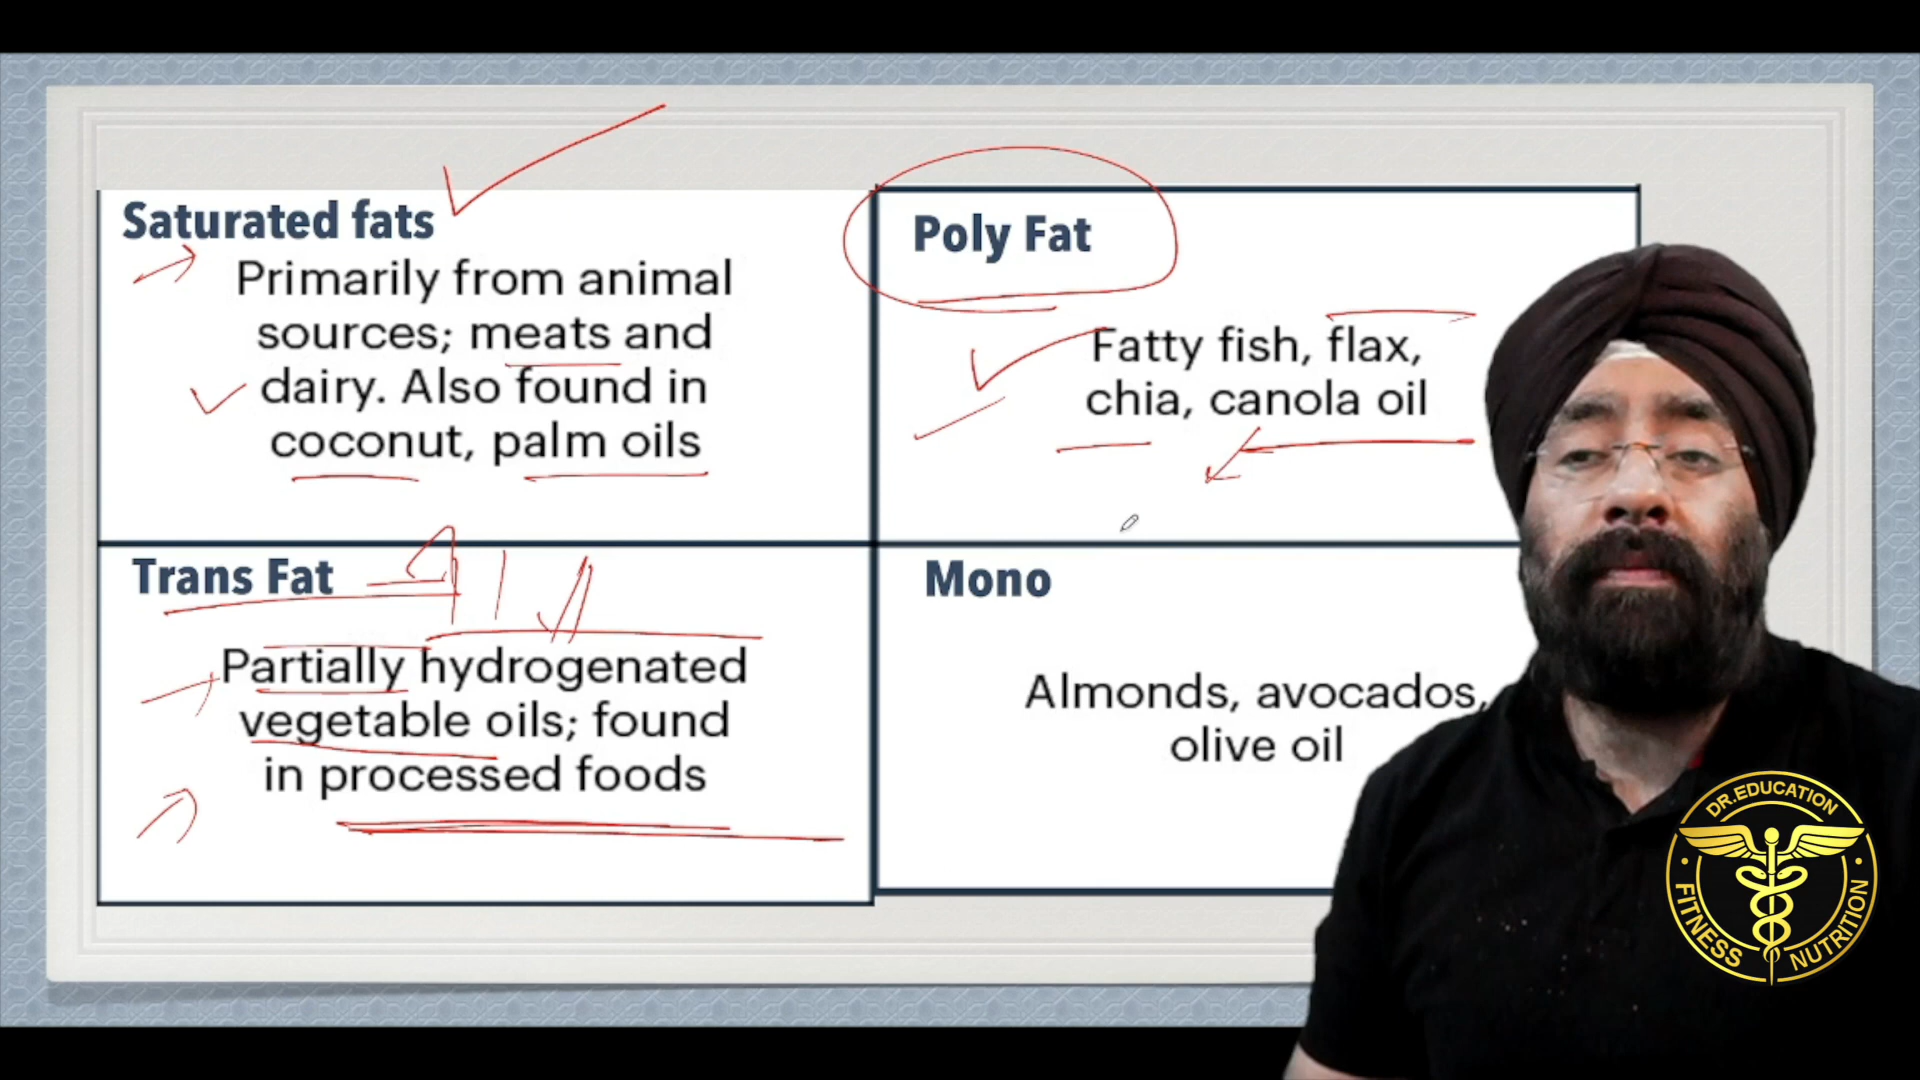 Saturated fats
Primarily from animal
sources; meats and
dairy. Also found in
coconut, palm oils
Poly Fat
Fatty fish, flax,
chia, canola oil
Trans Fat
Partially hydrogenated
vegetable oils; found
in processed foods
Mono
Almonds, avocados,
olive oil
DR.EDUCATION
FITNESS NUTRITION